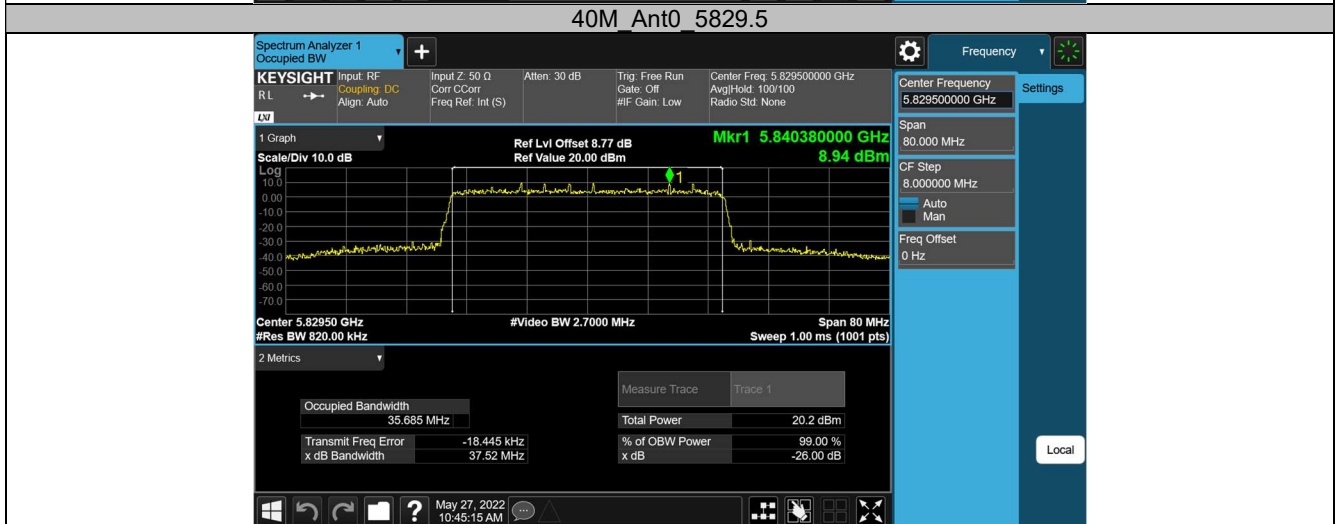 40M_Ant0_5829.5
Spectrum Analyzer 1
Occupied BW
+
Frequency
KEYSIGHT
RL
LXI
Input: RF
Coupling: DC
Align: Auto
Input Z: 50 Ω
Corr CCorr
Freq Ref: Int (S)
Atten: 30 dB
Trig: Free Run
Gate: Off
#IF Gain: Low
Center Freq: 5.829500000 GHz
Avg|Hold: 100/100
Radio Std: None
Center Frequency
5.829500000 GHz
Settings
Span
80.000 MHz
CF Step
8.000000 MHz
Auto
Man
Freq Offset
0 Hz
Local
1 Graph
Scale/Div 10.0 dB
Ref Lvl Offset 8.77 dB
Ref Value 20.00 dBm
Mkr1 5.840380000 GHz
8.94 dBm
Log
1
10.0
0.00
-10.0
-20.0
-30.0
-40.0
-50.0
-60.0
-70.0
Center 5.82950 GHz
#Res BW 820.00 kHz
#Video BW 2.7000 MHz
Span 80 MHz
Sweep 1.00 ms (1001 pts)
2 Metrics
Measure Trace Trace 1
Occupied Bandwidth
35.685 MHz
Total Power 20.2 dBm
Transmit Freq Error -18.445 kHz
% of OBW Power 99.00 %
x dB Bandwidth 37.52 MHz
x dB -26.00 dB
?
May 27, 2022
10:45:15 AM